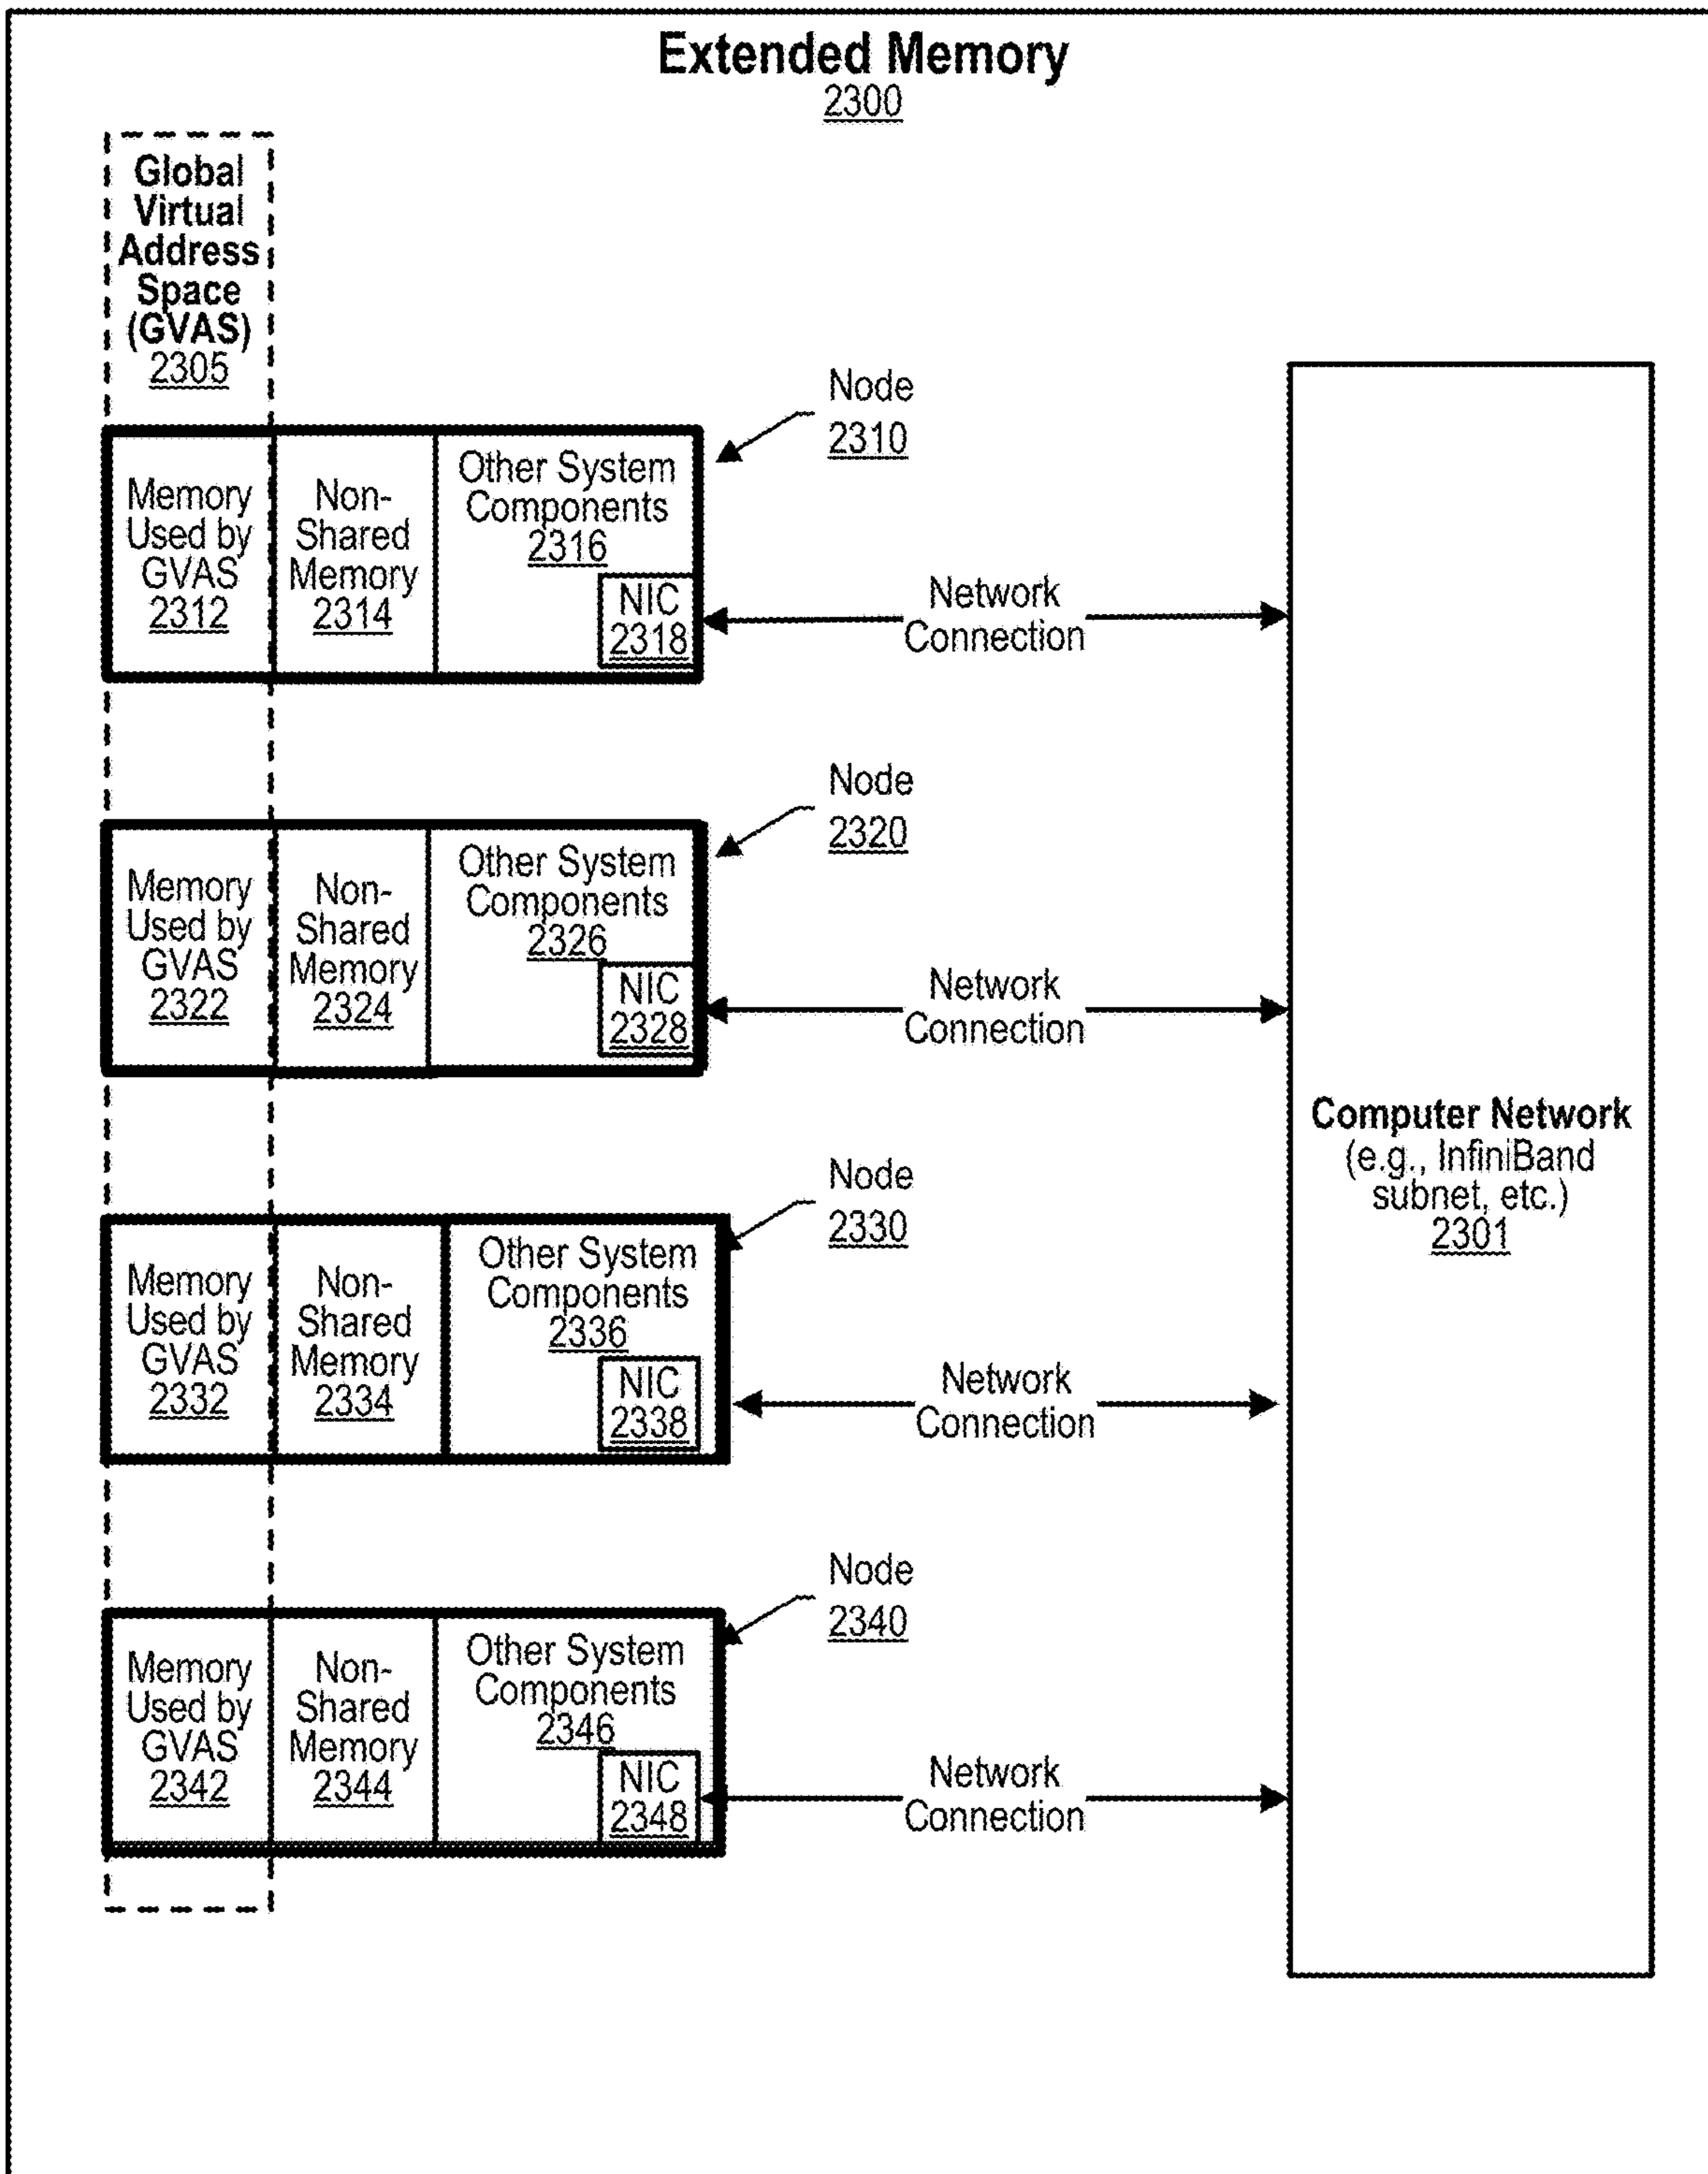 Extended Memory
2300
Global
Virtual
Address
Space
(GVAS)
2305
Node
2310
Memory
Used by
GVAS
2312
Non-
Shared
Memory
2314
Other System
Components
2316
NIC
2318
Network
Connection
Node
2320
Memory
Used by
GVAS
2322
Non-
Shared
Memory
2324
Other System
Components
2326
NIC
2328
Network
Connection
Node
2330
Memory
Used by
GVAS
2332
Non-
Shared
Memory
2334
Other System
Components
2336
NIC
2338
Network
Connection
Node
2340
Memory
Used by
GVAS
2342
Non-
Shared
Memory
2344
Other System
Components
2346
NIC
2348
Network
Connection
Computer Network
(e.g., InfiniBand
subnet, etc.)
2301